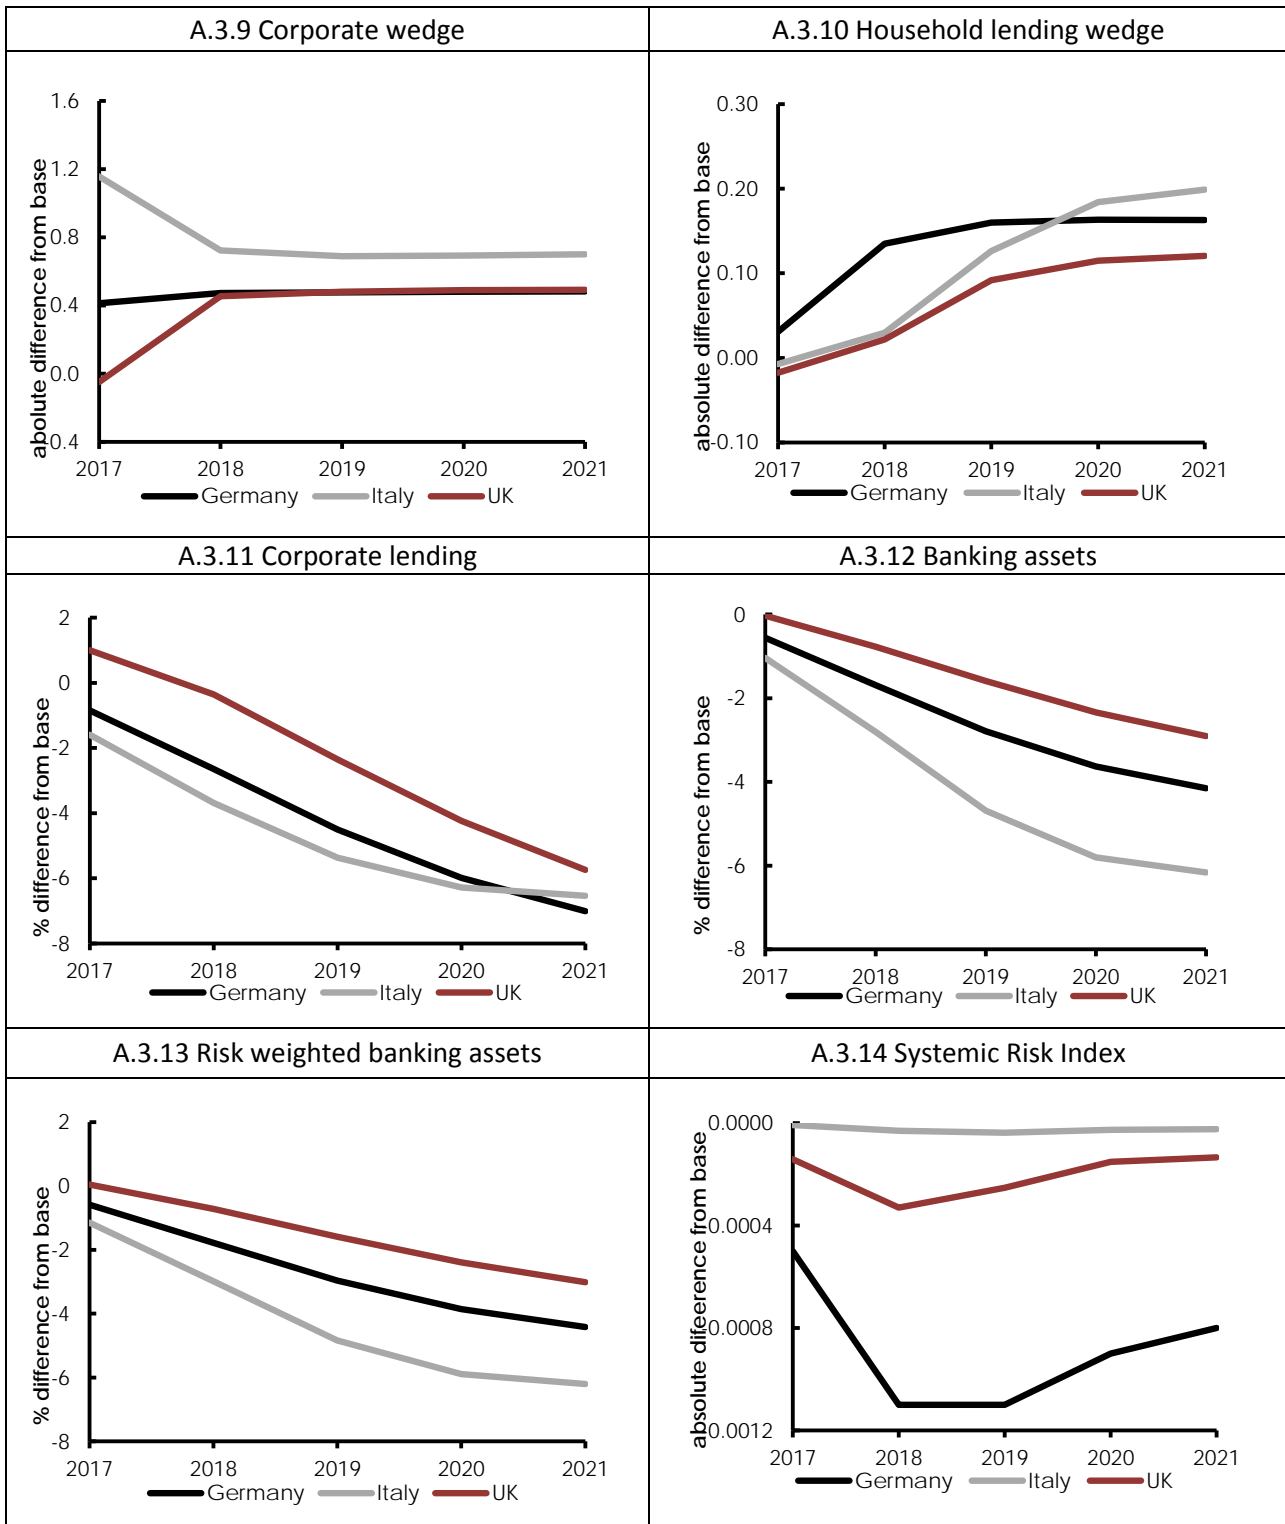 A.3.9 Corporate wedge
A.3.10 Household lending wedge
abolute difference from base
1.6
1.2
0.8
0.4
0.0
-0.4
2017 2018 2019 2020 2021
Germany Italy UK
absolute difference from base
0.30
0.20
0.10
0.00
-0.10
2017 2018 2019 2020 2021
Germany Italy UK
A.3.11 Corporate lending
A.3.12 Banking assets
% difference from base
2
0
-2
-4
-6
-8
2017 2018 2019 2020 2021
Germany Italy UK
% difference from base
0
-2
-4
-6
-8
2017 2018 2019 2020 2021
Germany Italy UK
A.3.13 Risk weighted banking assets
A.3.14 Systemic Risk Index
% difference from base
2
0
-2
-4
-6
-8
2017 2018 2019 2020 2021
Germany Italy UK
absolute difeerence from base
0.0000
-0.0004
-0.0008
-0.0012
2017 2018 2019 2020 2021
Germany Italy UK